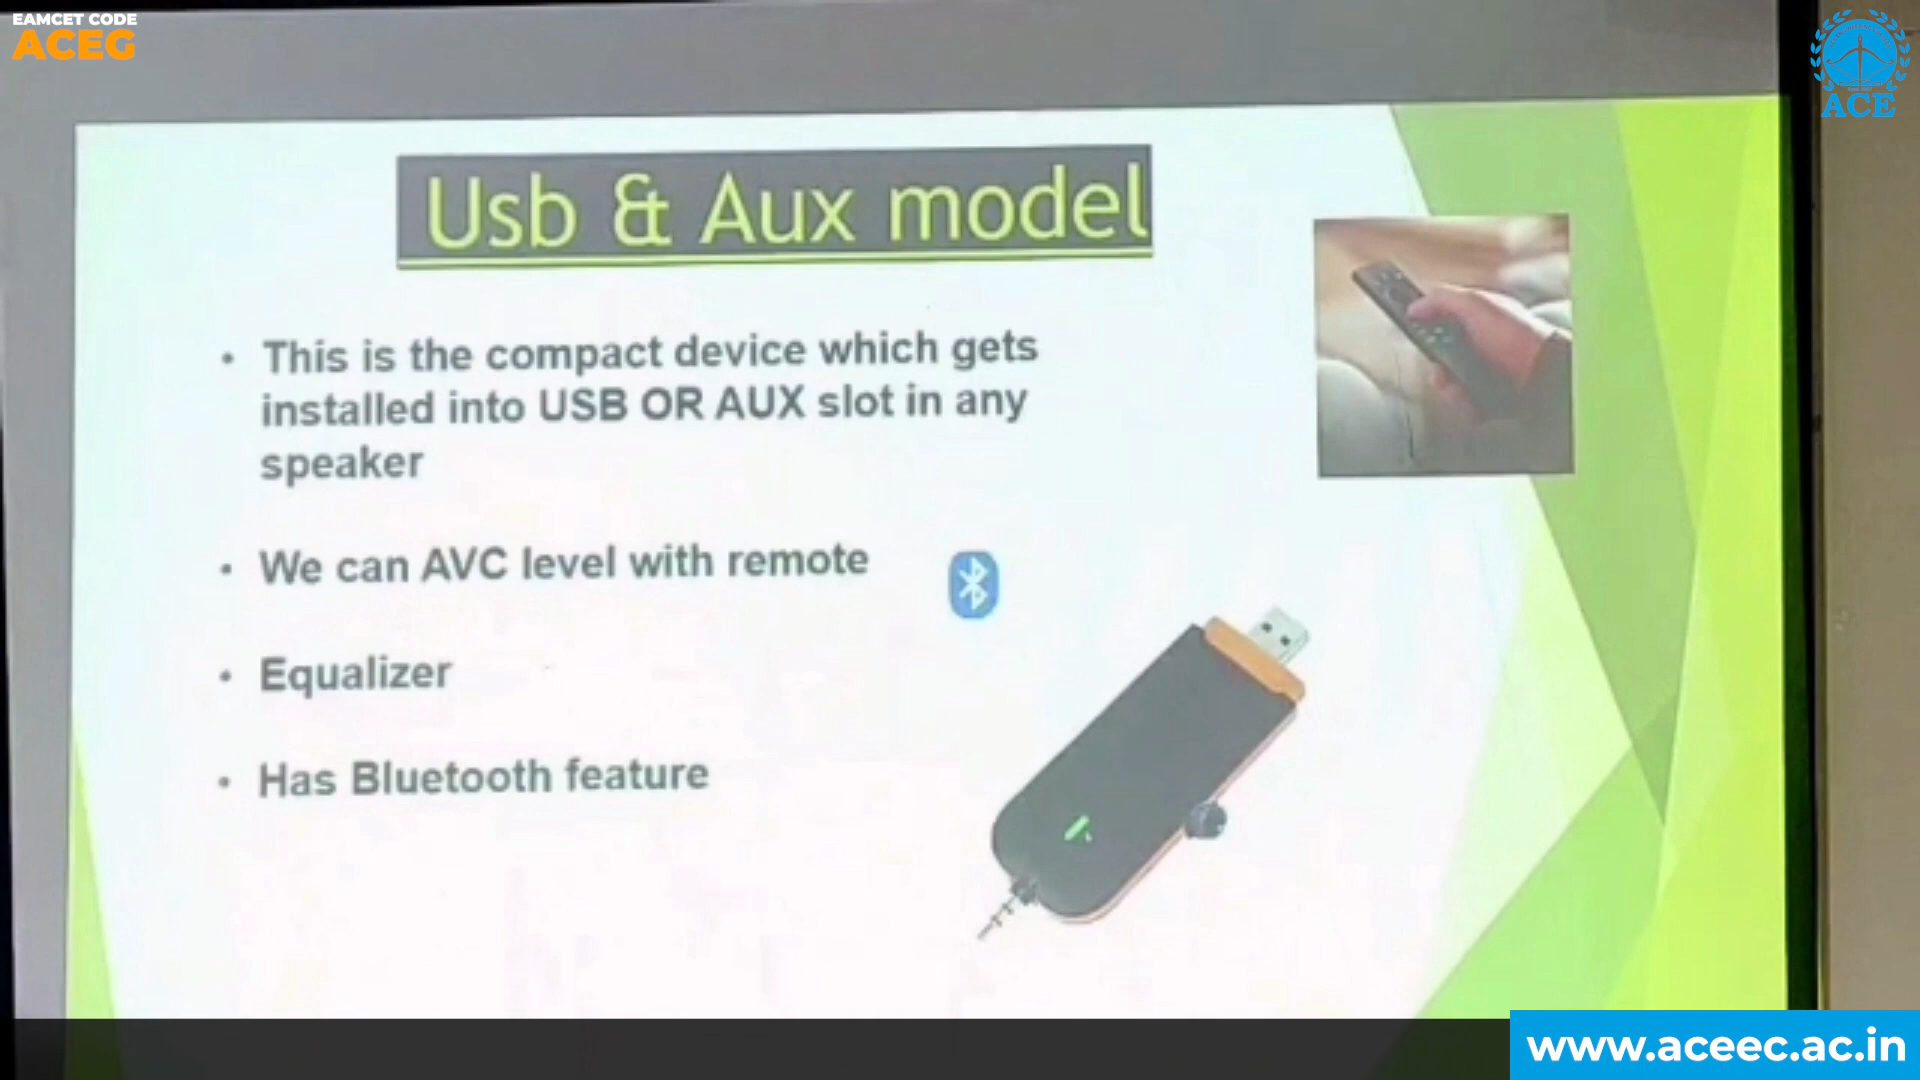 EAMCET CODE
ACEG
ACE
Usb & Aux model
• This is the compact device which gets
installed into USB OR AUX slot in any
speaker
• We can AVC level with remote
• Equalizer
• Has Bluetooth feature
www.aceec.ac.in